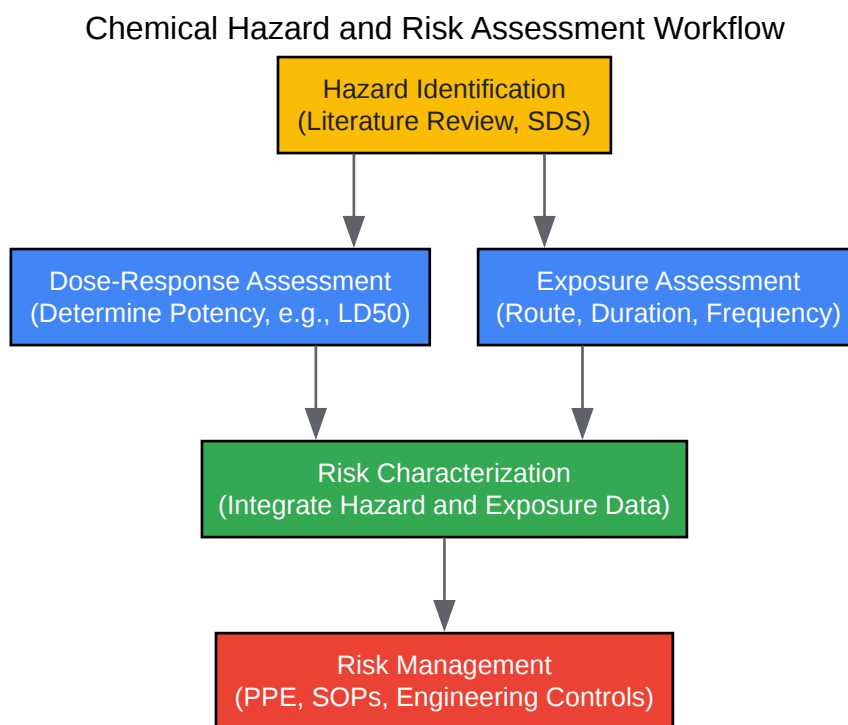 Chemical Hazard and Risk Assessment Workflow
Hazard Identification
(Literature Review, SDS)
Dose-Response Assessment
(Determine Potency, e.g., LD50)
Exposure Assessment
(Route, Duration, Frequency)
Risk Characterization
(Integrate Hazard and Exposure Data)
Risk Management
(PPE, SOPs, Engineering Controls)